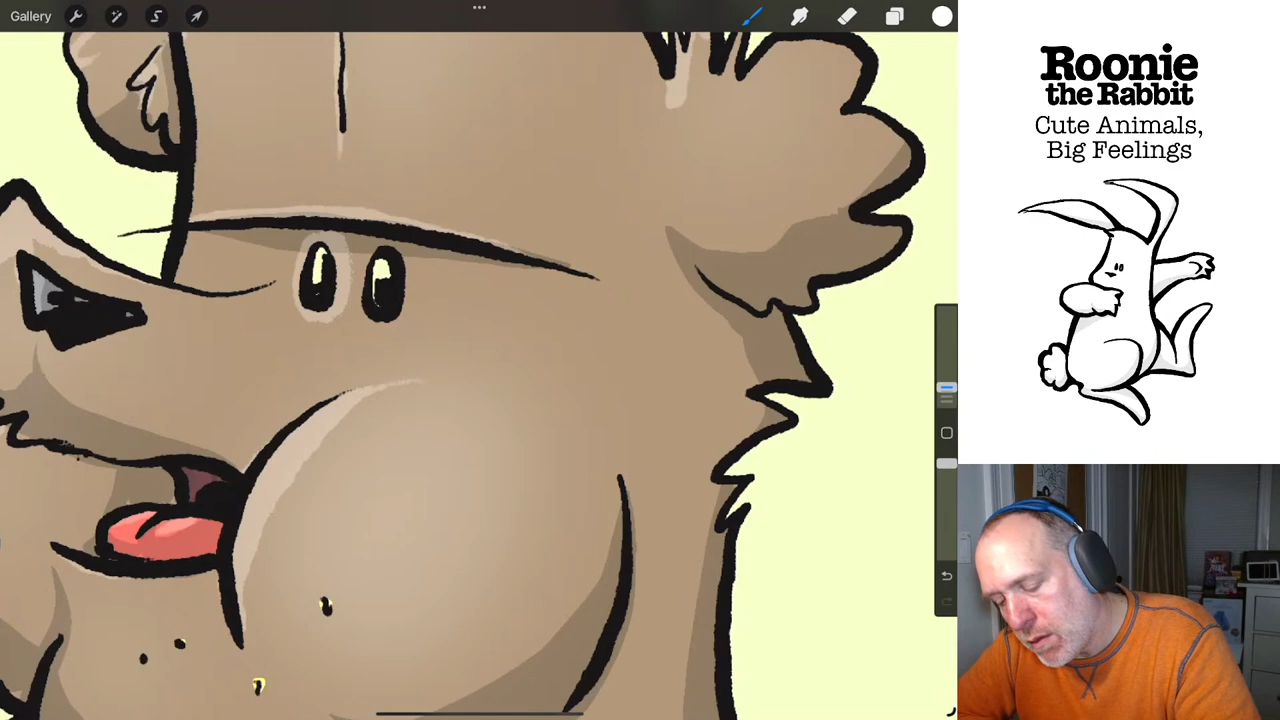 Gallery
Roonie
the Rabbit
Cute Animals,
Big Feelings